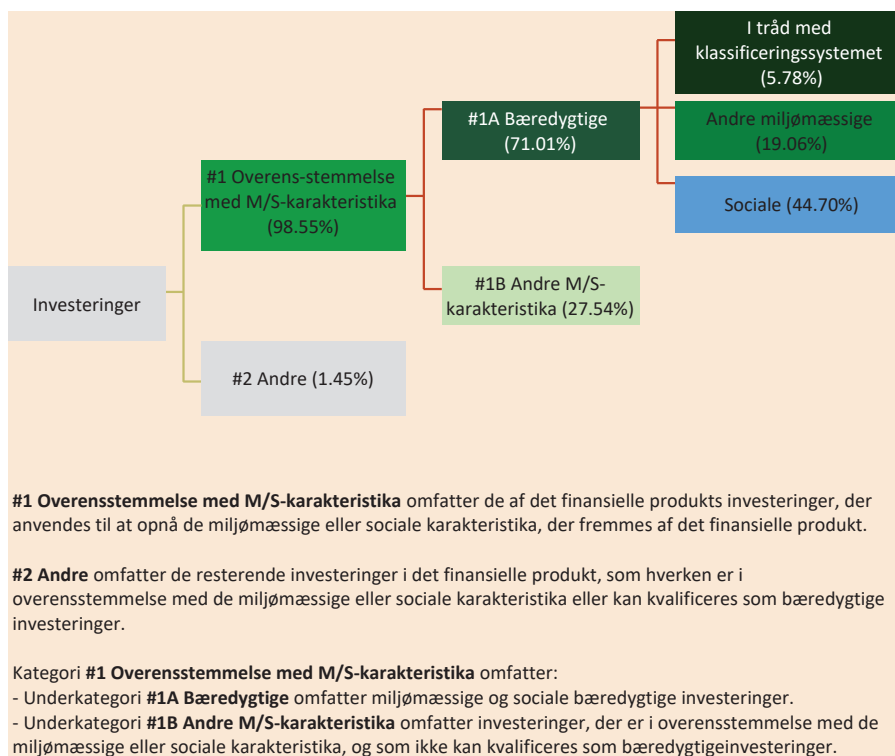 I tråd med
klassificeringssystemet
(5.78%)
#1A Bæredygtige
(71.01%)
Andre miljømæssige
(19.06%)
#1 Overens-stemmelse
med M/S-karakteristika
(98.55%)
Sociale (44.70%)
#1B Andre M/S-
karakteristika (27.54%)
Investeringer
#2 Andre (1.45%)
#1 Overensstemmelse med M/S-karakteristika omfatter de af det finansielle produkts investeringer, der
anvendes til at opnå de miljømæssige eller sociale karakteristika, der fremmes af det finansielle produkt.
#2 Andre omfatter de resterende investeringer i det finansielle produkt, som hverken er i
overensstemmelse med de miljømæssige eller sociale karakteristika eller kan kvalificeres som bæredygtige
investeringer.
Kategori #1 Overensstemmelse med M/S-karakteristika omfatter:
- Underkategori #1A Bæredygtige omfatter miljømæssige og sociale bæredygtige investeringer.
- Underkategori #1B Andre M/S-karakteristika omfatter investeringer, der er i overensstemmelse med de
miljømæssige eller sociale karakteristika, og som ikke kan kvalificeres som bæredygtigeinvesteringer.